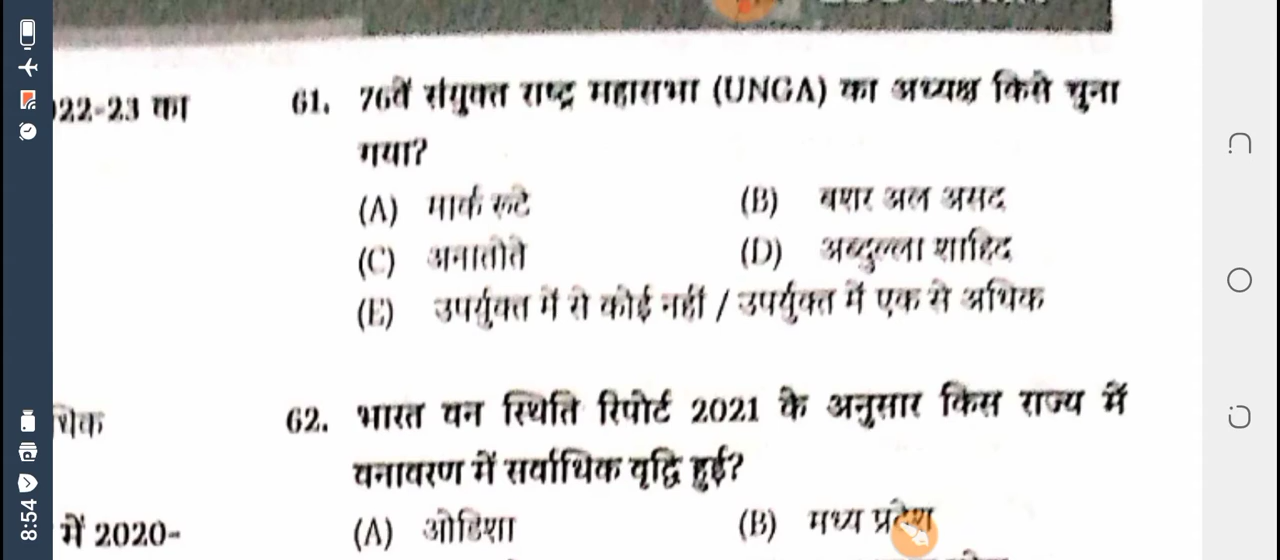 22-23 का
61. 76वें संयुक्त राष्ट्र महासभा (UNGA) का अध्यक्ष किसे चुना
गया?
(A) मार्क रूटे (B) बशर अल असद
(C) अनातोले (D) अब्दुल्ला शाहिद
(E) उपर्युक्त में से कोई नहीं / उपर्युक्त में एक से अधिक
धिक
62. भारत वन स्थिति रिपोर्ट 2021 के अनुसार किस राज्य में
वनावरण में सर्वाधिक वृद्धि हुई?
में 2020-
(A) ओडिशा (B) मध्य प्रदेश
8:54